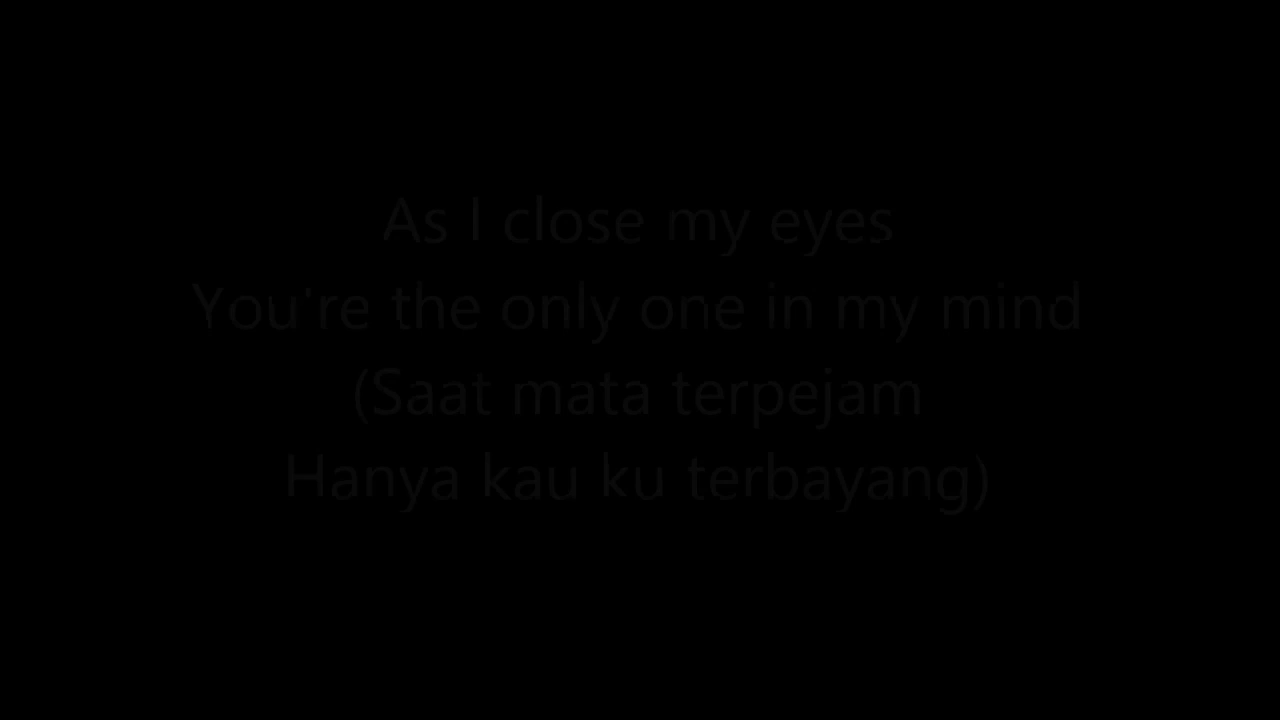 As I close my eyes
You're the only one in my mind
(Saat mata terpejam
Hanya kau ku terbayang)